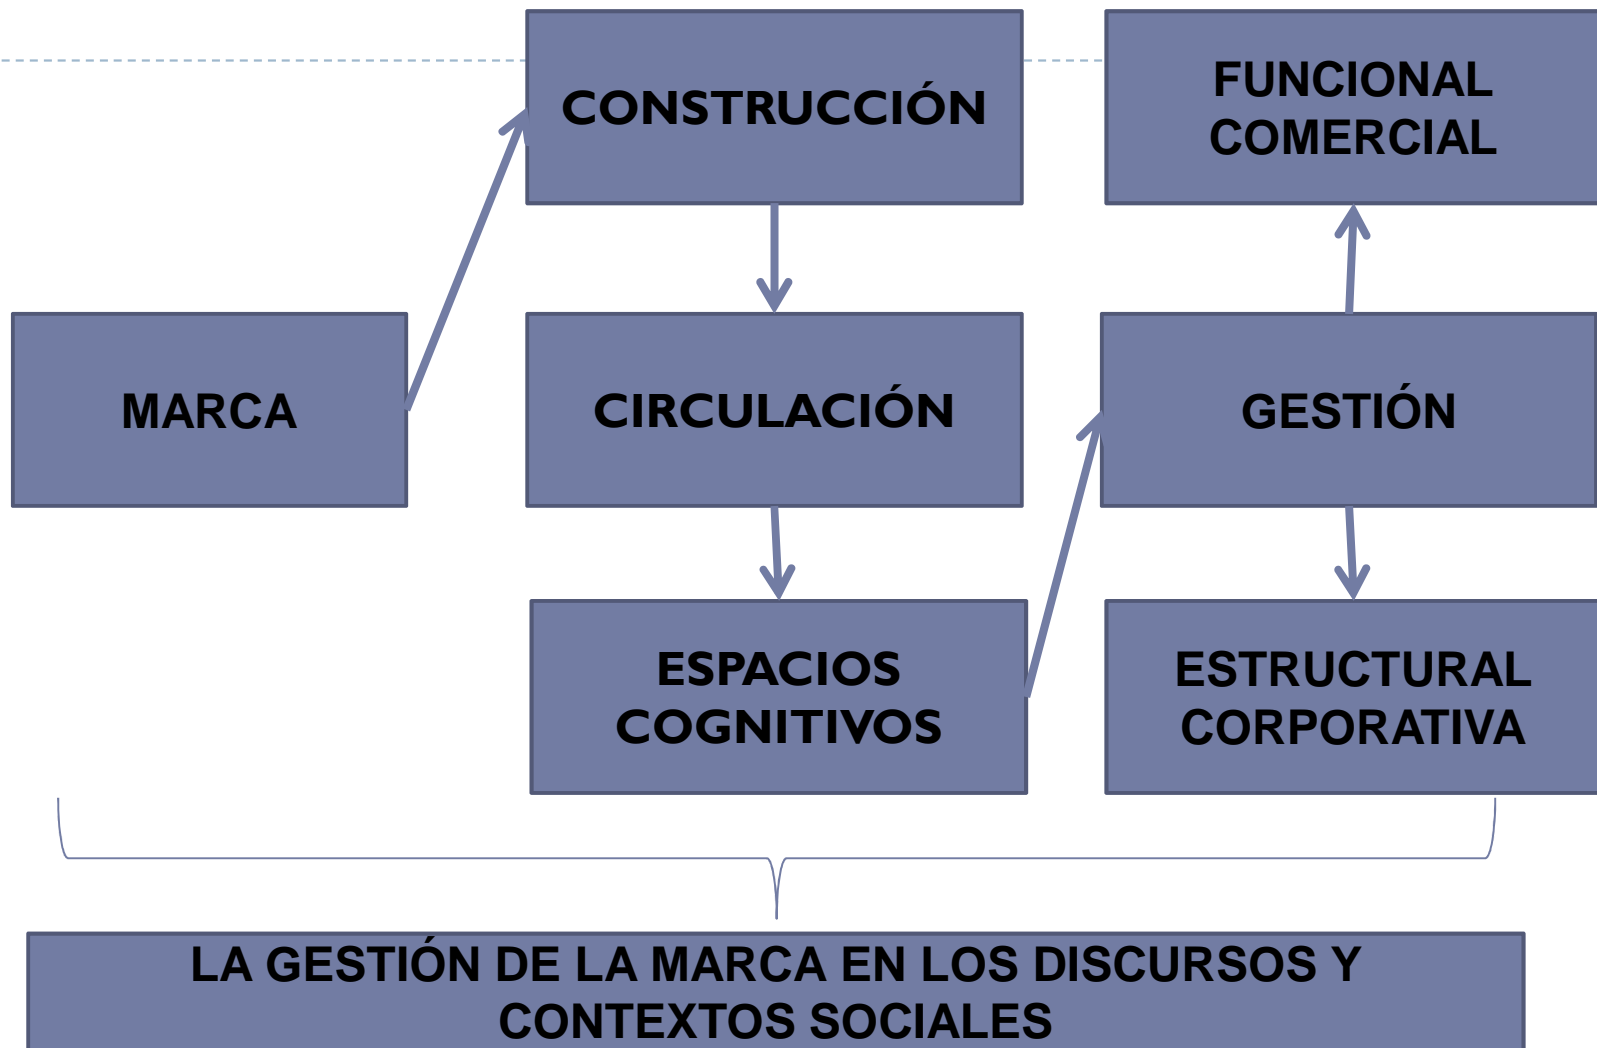 CONSTRUCCIÓN
FUNCIONAL
COMERCIAL
MARCA
CIRCULACIÓN
GESTIÓN
ESPACIOS
COGNITIVOS
ESTRUCTURAL
CORPORATIVA
LA GESTIÓN DE LA MARCA EN LOS DISCURSOS Y
CONTEXTOS SOCIALES